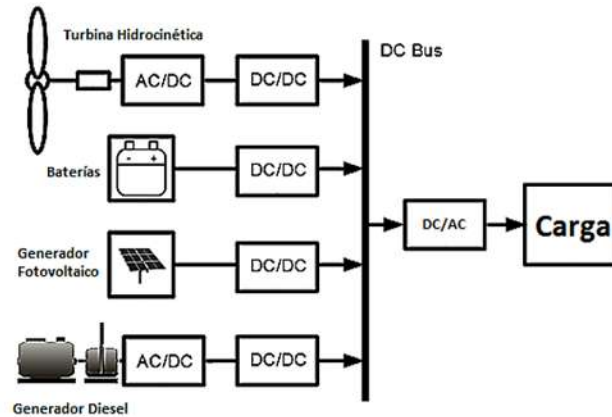 Turbina Hidrocinética
AC/DC
DC/DC
DC Bus
Baterías
DC/DC
DC/AC
Carga
Generador
Fotovoltaico
DC/DC
AC/DC
DC/DC
Generador Diesel